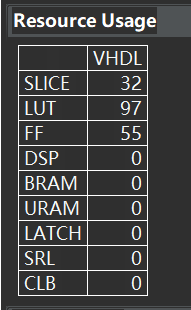 Resource Usage
VHDL
SLICE 32
LUT 97
FF 55
DSP 0
BRAM 0
URAM 0
LATCH 0
SRL 0
CLB 0